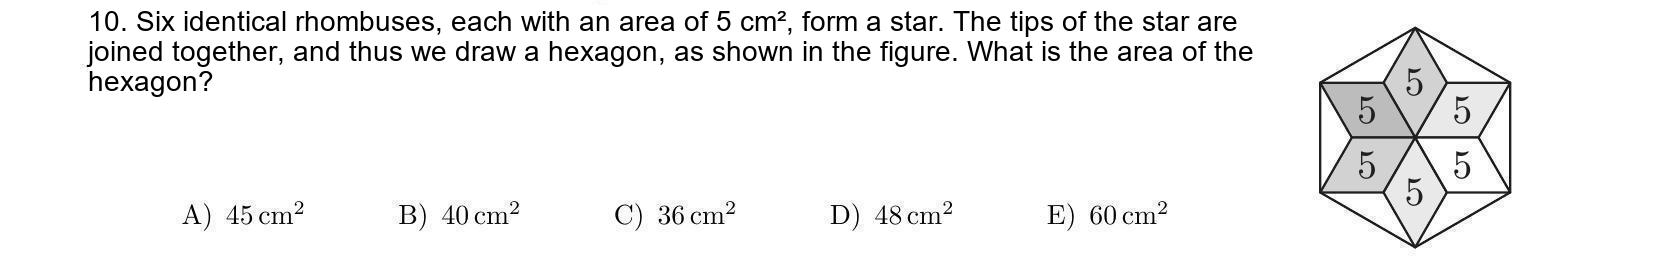 10. Six identical rhombuses, each with an area of 5 cm², form a star. The tips of the star are
joined together, and thus we draw a hexagon, as shown in the figure. What is the area of the
hexagon?
5
5
5
5
5
5
A) 45 cm² B) 40 cm² C) 36 cm² D) 48 cm² E) 60 cm²